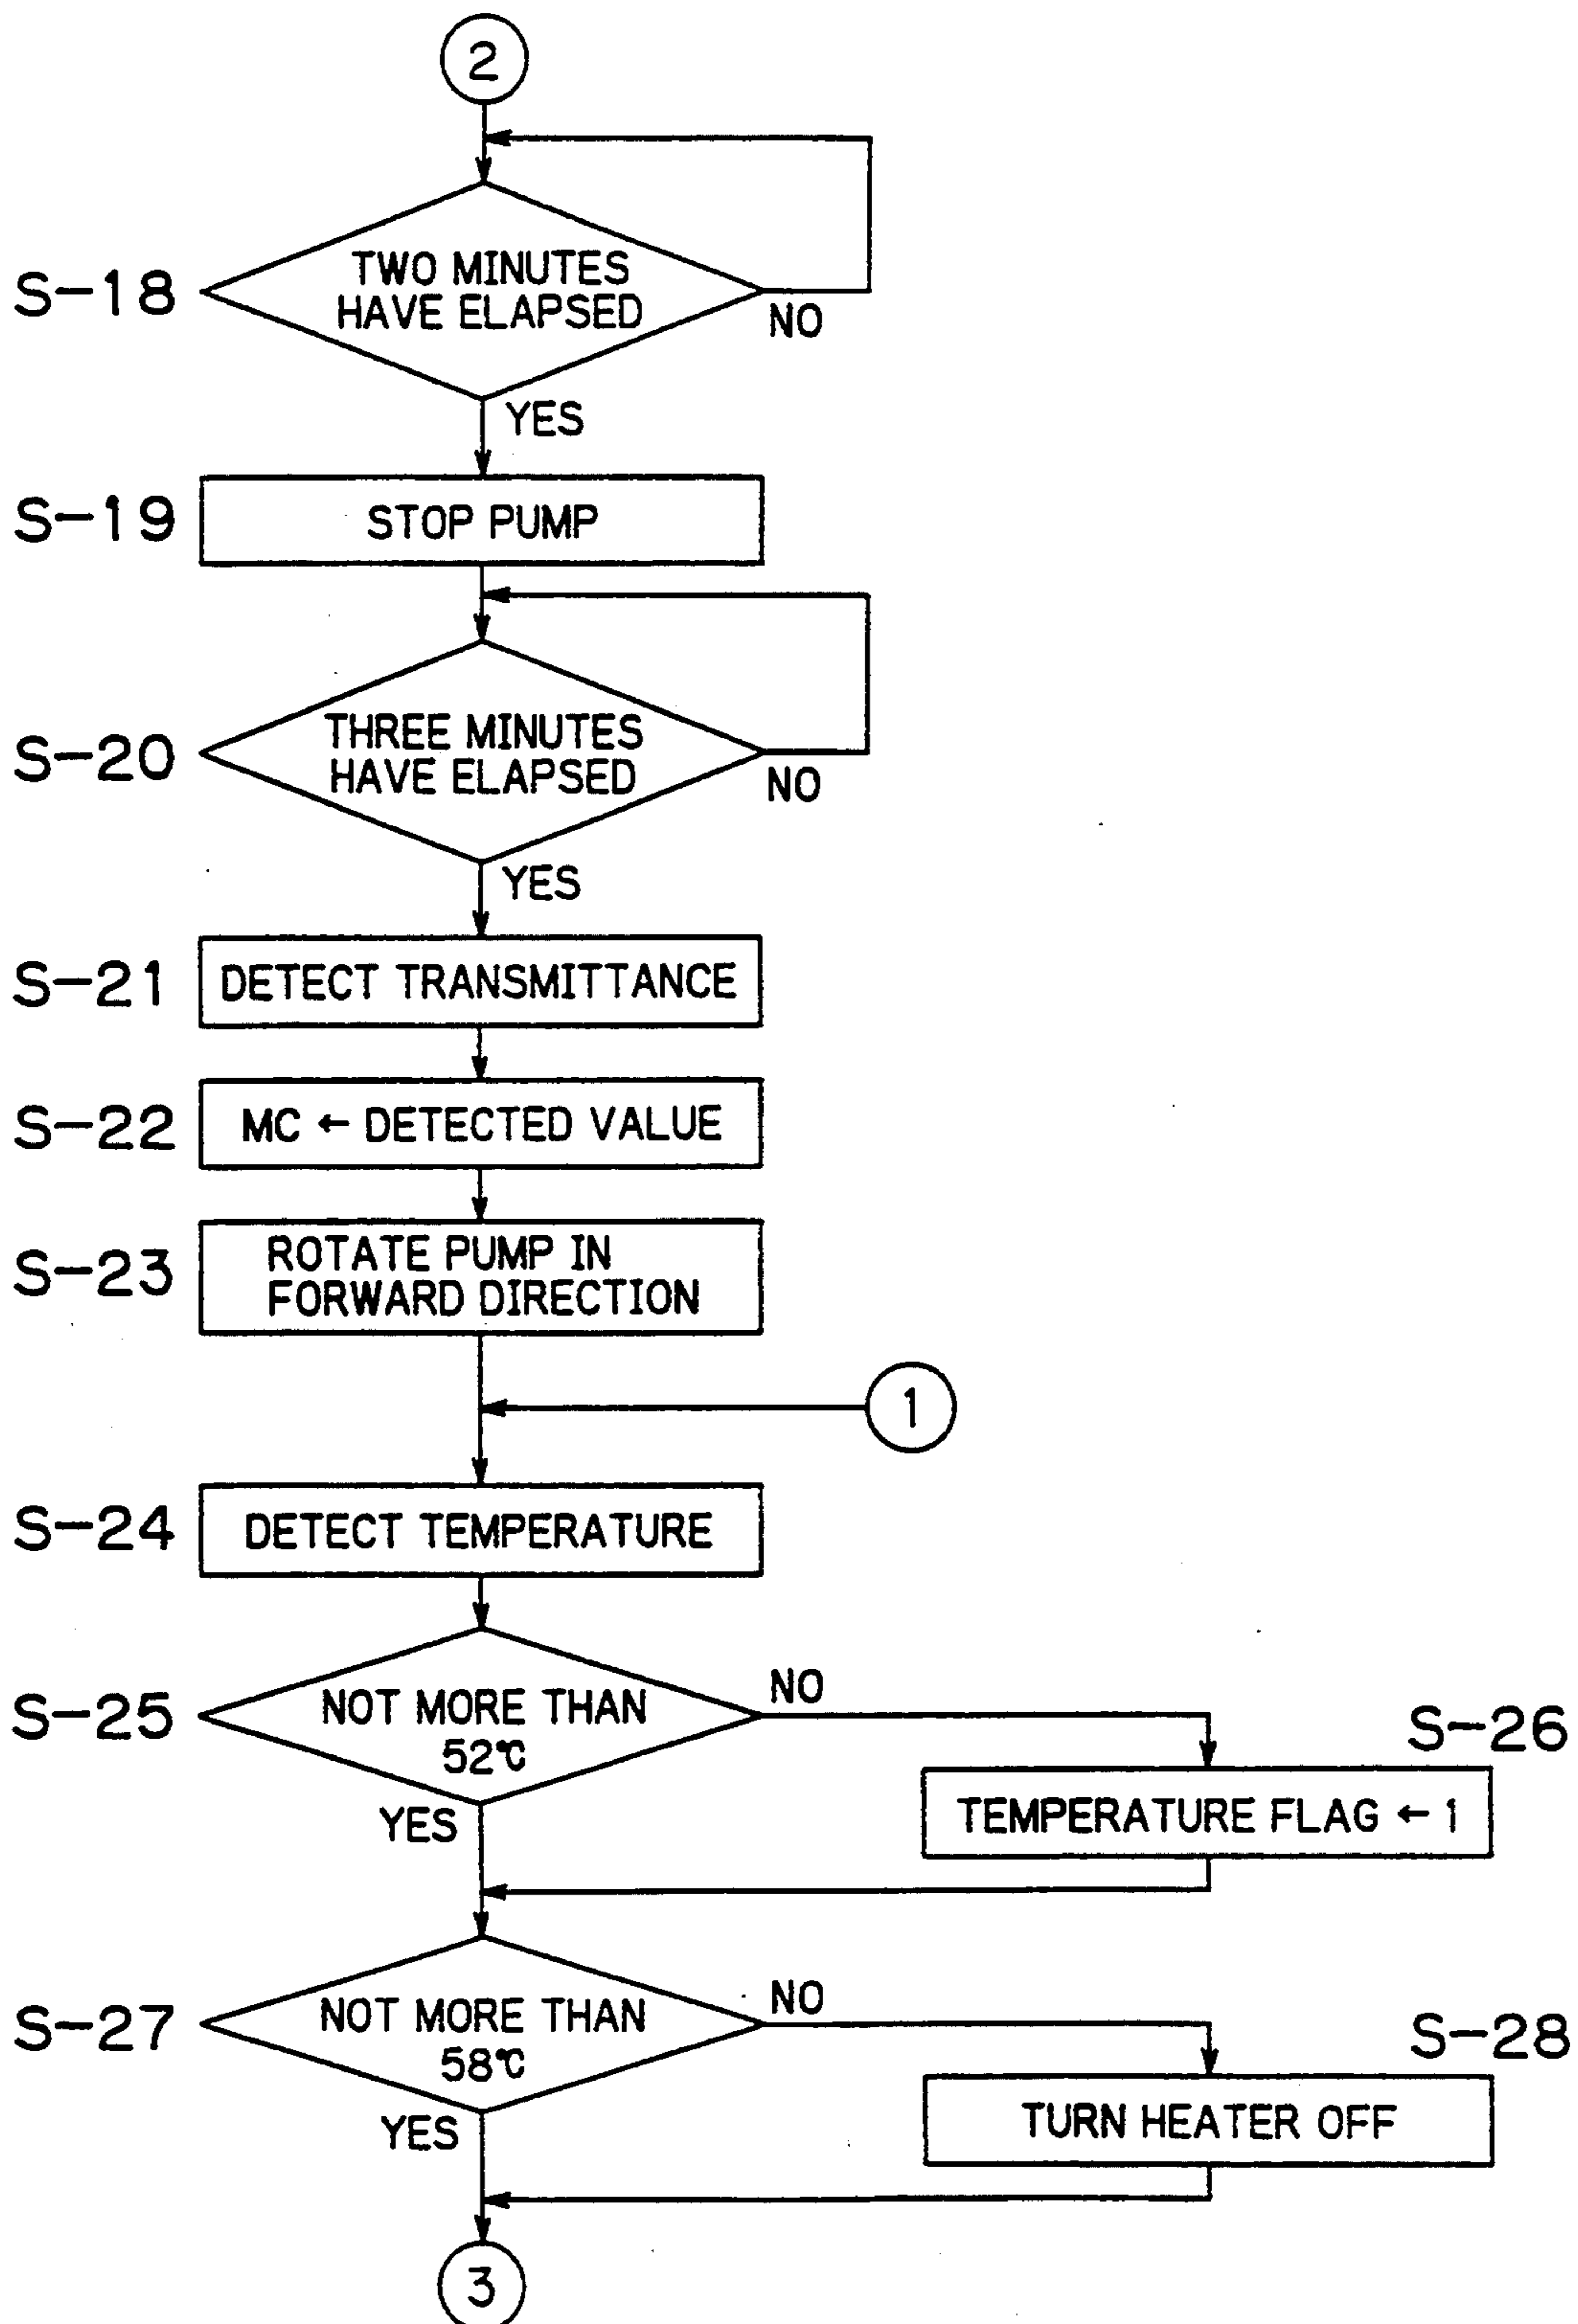 2
S-18
TWO MINUTES
HAVE ELAPSED
NO
YES
S-19
STOP PUMP
S-20
THREE MINUTES
HAVE ELAPSED
NO
YES
S-21
DETECT TRANSMITTANCE
S-22
MC ← DETECTED VALUE
S-23
ROTATE PUMP IN
FORWARD DIRECTION
1
S-24
DETECT TEMPERATURE
S-25
NOT MORE THAN
52℃
NO
YES
S-26
TEMPERATURE FLAG ← 1
S-27
NOT MORE THAN
58℃
NO
YES
S-28
TURN HEATER OFF
3